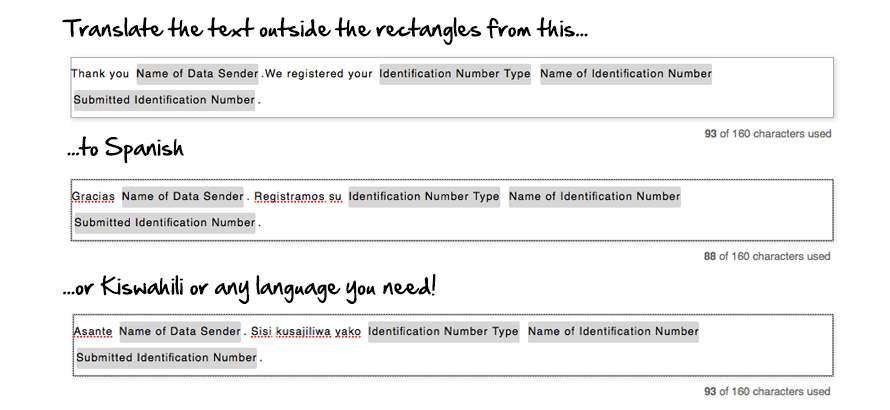 Translate the text outside the rectangles from this...
Thank you Name of Data Sender .We registered your Identification Number Type Name of Identification Number
Submitted Identification Number .
93 of 160 characters used
...to Spanish
Gracias Name of Data Sender . Registramos su Identification Number Type Name of Identification Number
Submitted Identification Number .
88 of 160 characters used
...or Kiswahili or any language you need!
Asante Name of Data Sender . Sisi kusajiliwa yako Identification Number Type Name of Identification Number
Submitted Identification Number .
93 of 160 characters used